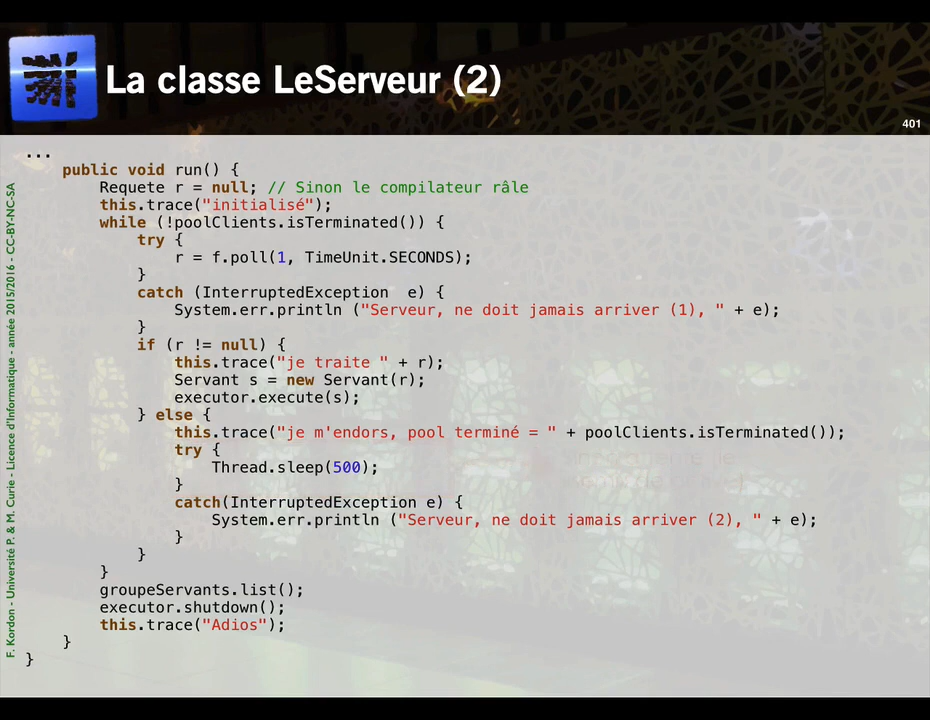 La classe LeServeur (2)
401
...
public void run() {
Requete r = null; // Sinon le compilateur râle
this.trace("initialisé");
while (!poolClients.isTerminated()) {
try {
r = f.poll(1, TimeUnit.SECONDS);
}
catch (InterruptedException  e) {
System.err.println ("Serveur, ne doit jamais arriver (1), " + e);
}
if (r != null) {
this.trace("je traite " + r);
Servant s = new Servant(r);
executor.execute(s);
} else {
this.trace("je m'endors, pool terminé = " + poolClients.isTerminated());
try {
Thread.sleep(500);
}
catch(InterruptedException e) {
System.err.println ("Serveur, ne doit jamais arriver (2), " + e);
}
}
}
groupeServants.list();
executor.shutdown();
this.trace("Adios");
}
}
F. Kordon - Université P. & M. Curie - Licence d'Informatique - année 2015/2016 - CC-BY-NC-SA